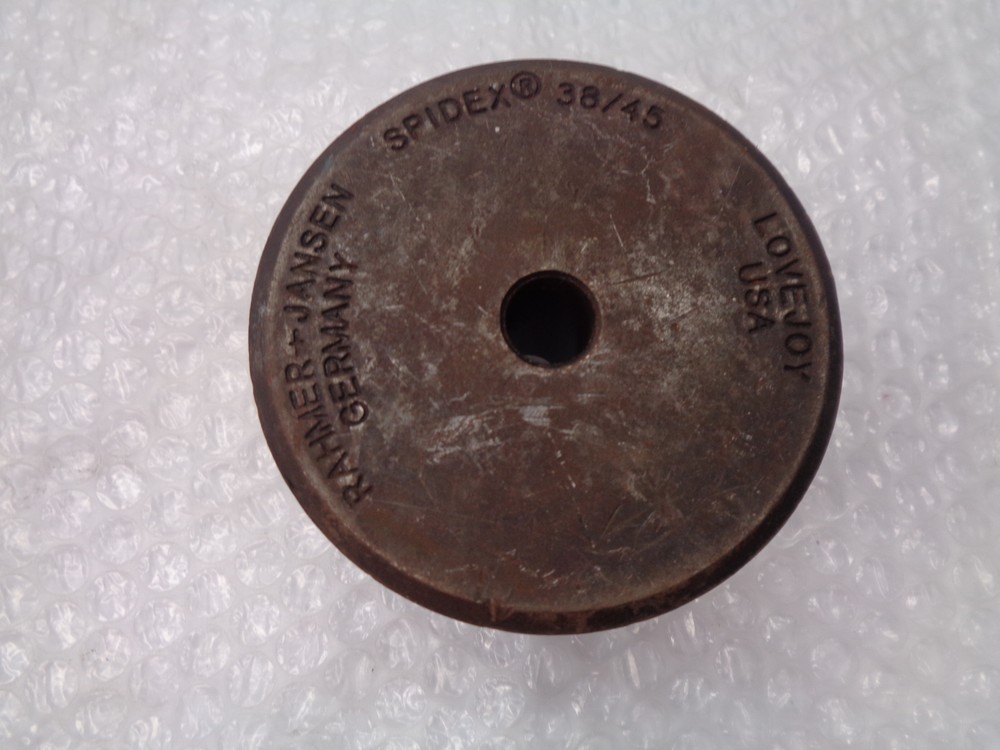 SPIDEX® 38/45
LOVEJOY
USA
RAHMER+JANSEN
GERMANY